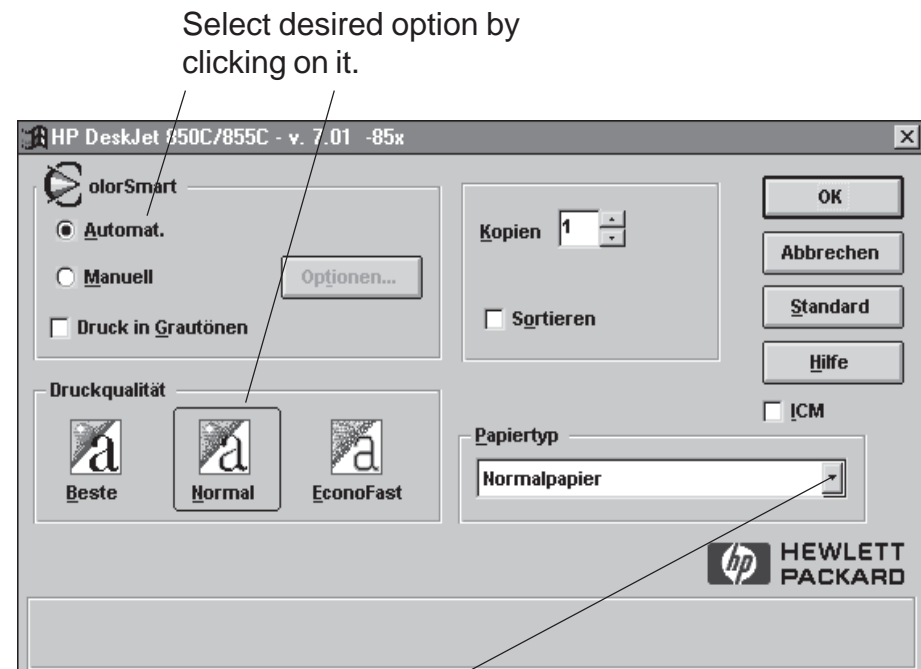 Select desired option by
clicking on it.
HP DeskJet 850C/855C - v. 7.01 -85x
olorSmart
Automat.
Manuell
Optionen...
Druck in Grautönen
Kopien 1
Sortieren
OK
Abbrechen
Standard
Hilfe
ICM
Druckqualität
Beste
Normal
EconoFast
Papiertyp
Normalpapier
hp HEWLETT
PACKARD